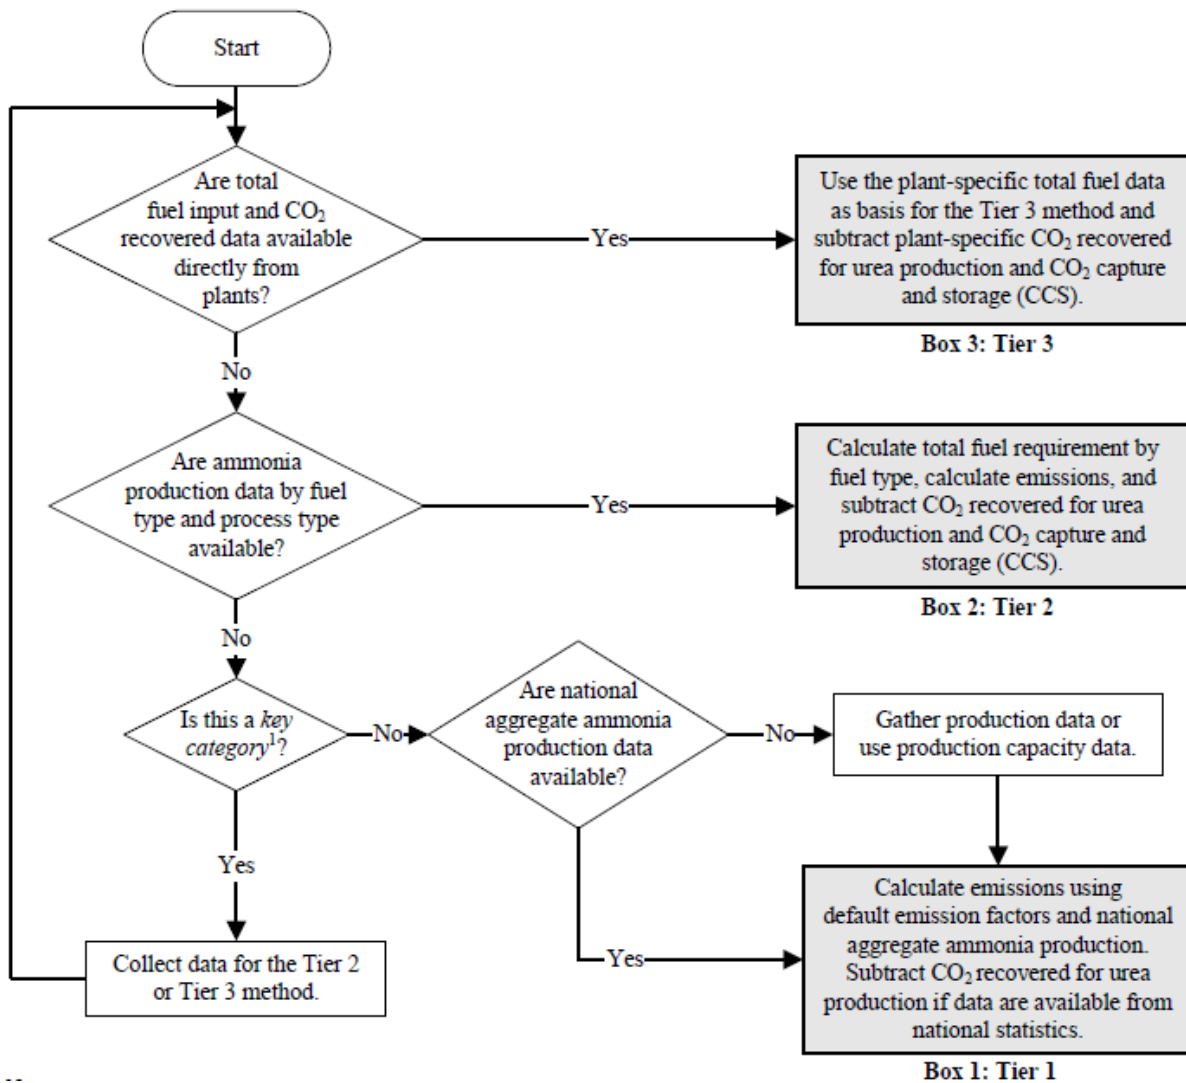 Start
Are total
fuel input and CO₂
recovered data available
directly from
plants?
Yes
Use the plant-specific total fuel data
as basis for the Tier 3 method and
subtract plant-specific CO₂ recovered
for urea production and CO₂ capture
and storage (CCS).
Box 3: Tier 3
No
Are ammonia
production data by fuel
type and process type
available?
Yes
Calculate total fuel requirement by
fuel type, calculate emissions, and
subtract CO₂ recovered for urea
production and CO₂ capture and
storage (CCS).
Box 2: Tier 2
No
Is this a key
category¹?
No
Are national
aggregate ammonia
production data
available?
No
Gather production data or
use production capacity data.
Yes
Collect data for the Tier 2
or Tier 3 method.
Yes
Calculate emissions using
default emission factors and national
aggregate ammonia production.
Subtract CO₂ recovered for urea
production if data are available from
national statistics.
Box 1: Tier 1